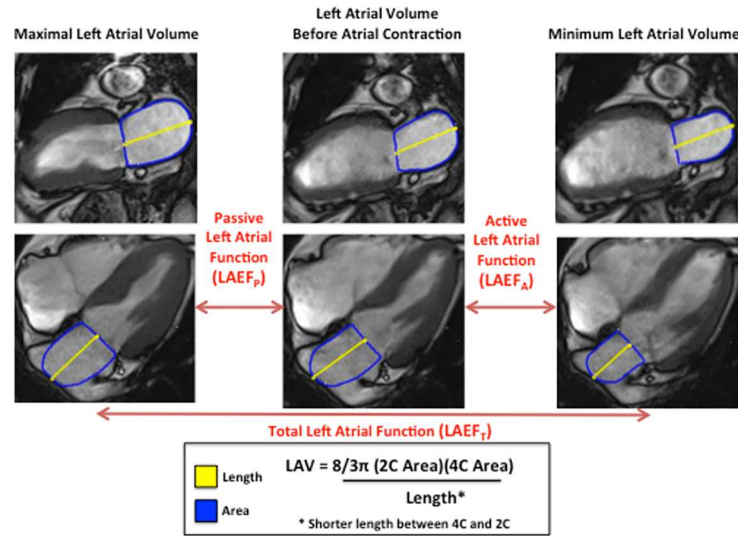 Maximal Left Atrial Volume
Left Atrial Volume
Before Atrial Contraction
Minimum Left Atrial Volume
Passive
Left Atrial
Function
(LAEFP)
Active
Left Atrial
Function
(LAEFA)
Total Left Atrial Function (LAEFT)
Length
Area
LAV = 8/3π (2C Area)(4C Area)
Length*
* Shorter length between 4C and 2C